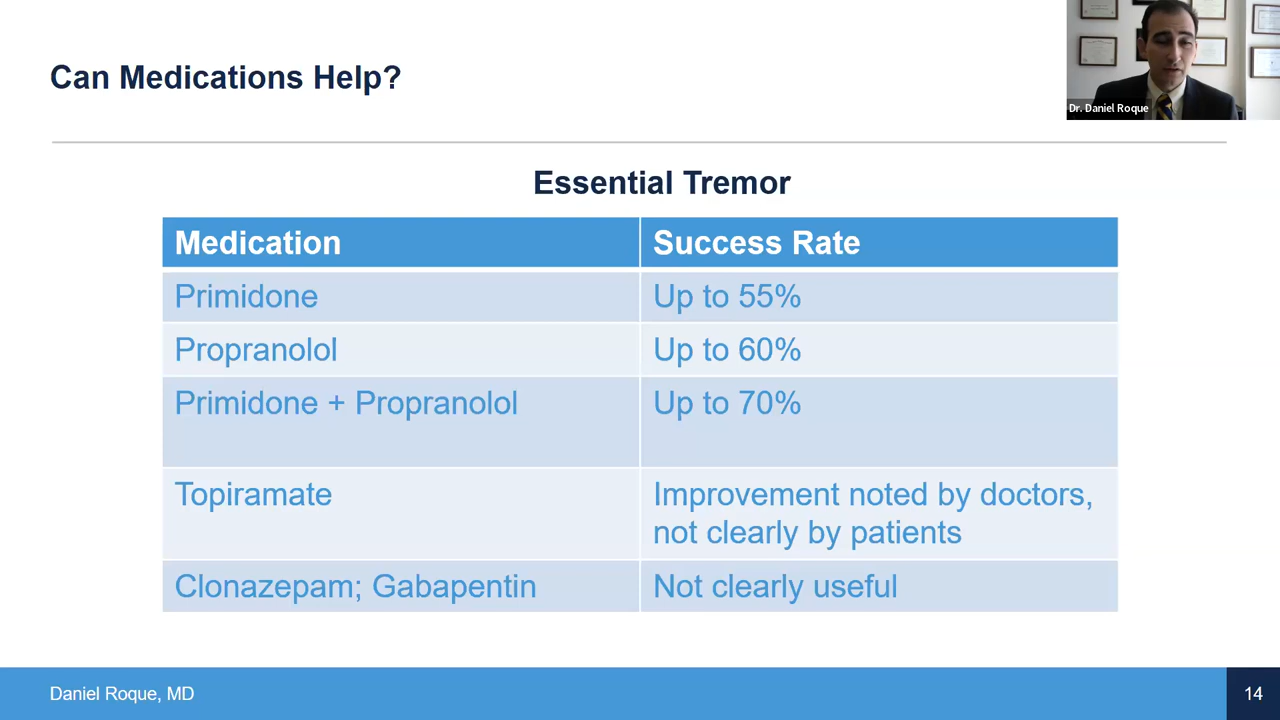 Can Medications Help?
Dr. Daniel Roque
Essential Tremor
Medication
Success Rate
Primidone
Up to 55%
Propranolol
Up to 60%
Primidone + Propranolol
Up to 70%
Topiramate
Improvement noted by doctors,
not clearly by patients
Clonazepam; Gabapentin
Not clearly useful
Daniel Roque, MD
14